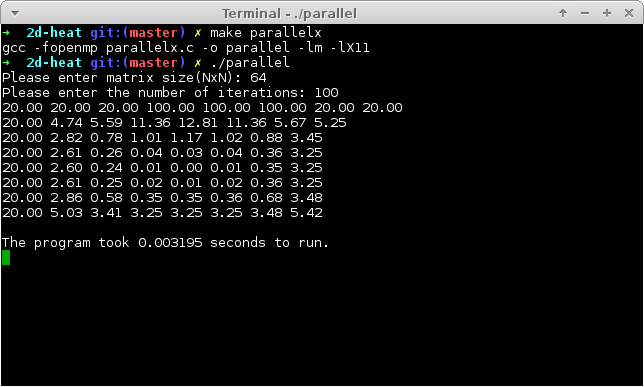 Terminal - ./parallel
➜  2d-heat git:(master) ✗ make parallelx
gcc -fopenmp parallelx.c -o parallel -lm -lX11
➜  2d-heat git:(master) ✗ ./parallel
Please enter matrix size(NxN): 64
Please enter the number of iterations: 100
20.00 20.00 20.00 100.00 100.00 100.00 20.00 20.00
20.00 4.74 5.59 11.36 12.81 11.36 5.67 5.25
20.00 2.82 0.78 1.01 1.17 1.02 0.88 3.45
20.00 2.61 0.26 0.04 0.03 0.04 0.36 3.25
20.00 2.60 0.24 0.01 0.00 0.01 0.35 3.25
20.00 2.61 0.25 0.02 0.01 0.02 0.36 3.25
20.00 2.86 0.58 0.35 0.35 0.36 0.68 3.48
20.00 5.03 3.41 3.25 3.25 3.25 3.48 5.42
The program took 0.003195 seconds to run.